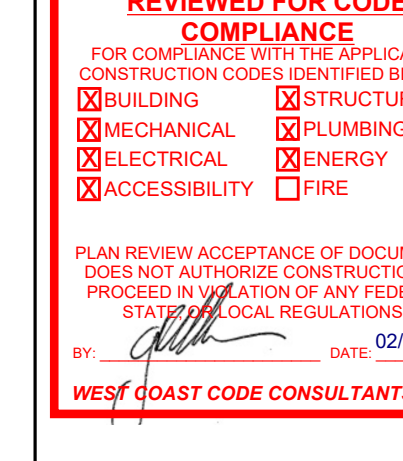 REVIEWED FOR CODE
COMPLIANCE
FOR COMPLIANCE WITH THE APPLICA
CONSTRUCTION CODES IDENTIFIED B
X BUILDING X STRUCTUR
X MECHANICAL X PLUMBING
X ELECTRICAL X ENERGY
X ACCESSIBILITY FIRE
PLAN REVIEW ACCEPTANCE OF DOCU
DOES NOT AUTHORIZE CONSTRUCTIO
PROCEED IN VIOLATION OF ANY FEDE
STATE, OR LOCAL REGULATIONS
BY: DATE: 02/
WEST COAST CODE CONSULTANTS